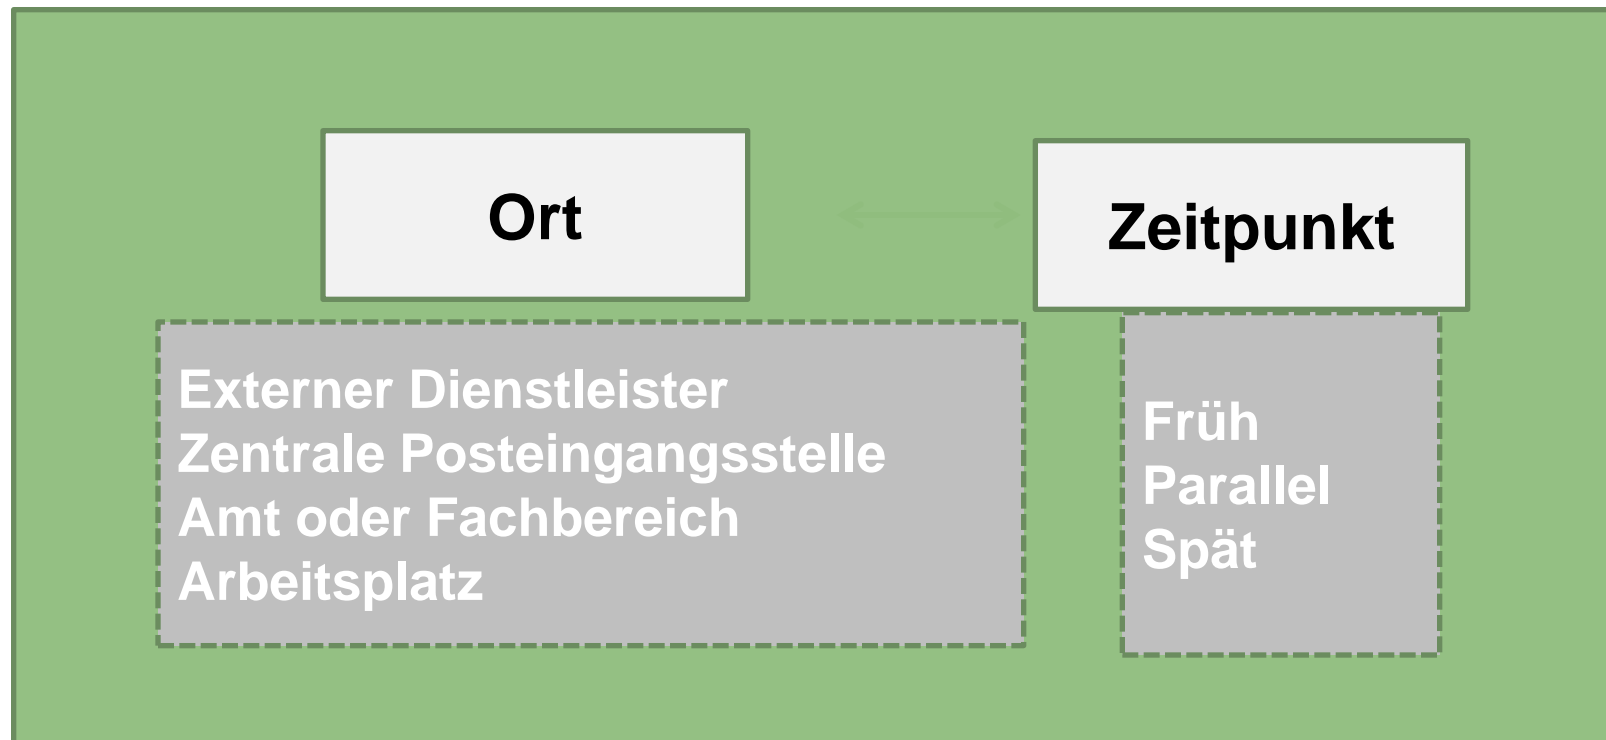 Ort
Externer Dienstleister
Zentrale Posteingangsstelle
Amt oder Fachbereich
Arbeitsplatz
Zeitpunkt
Früh
Parallel
Spät